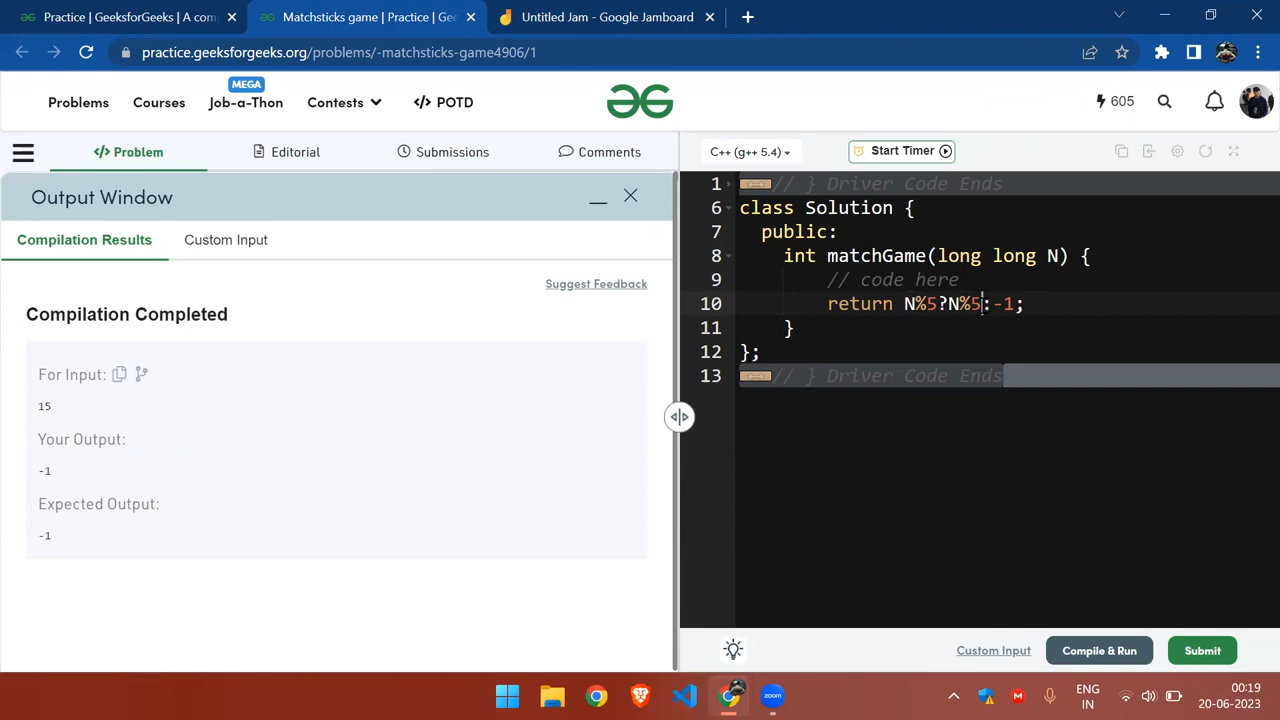 Practice | GeeksforGeeks | A com
Matchsticks game | Practice | Gee
Untitled Jam - Google Jamboard
practice.geeksforgeeks.org/problems/-matchsticks-game4906/1
MEGA
Problems
Courses
Job-a-Thon
Contests
</> POTD
605
</> Problem
Editorial
Submissions
Comments
C++ (g++ 5.4)
Start Timer
Output Window
Compilation Results
Custom Input
Suggest Feedback
Compilation Completed
For Input:
15
Your Output:
-1
Expected Output:
-1
1 // } Driver Code Ends
6 class Solution {
7 public:
8 int matchGame(long long N) {
9 // code here
10 return N%5?N%5:-1;
11 }
12 };
13 // } Driver Code Ends
Custom Input
Compile & Run
Submit
zoom
M
ENG
IN
00:19
20-06-2023